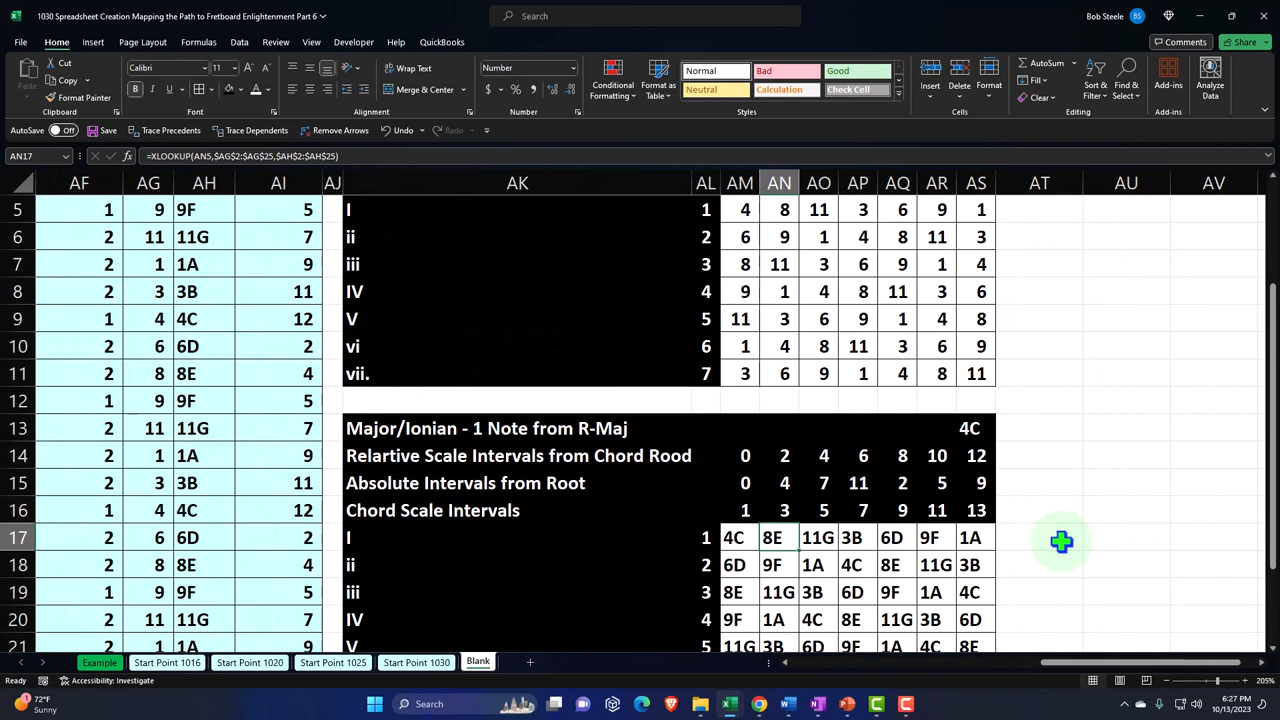 1030 Spreadsheet Creation Mapping the Path to Fretboard Enlightenment Part 6
Search
Bob Steele BS
File Home Insert Page Layout Formulas Data Review View Developer Automate Help QuickBooks
Comments Share
Paste
Cut
Copy
Format Painter
Calibri 11
B I U
Wrap Text
Merge & Center
Number
Conditional Formatting
Format as Table
Normal Bad Good
Neutral Calculation Check Cell
Insert Delete Format
AutoSum
Fill
Clear
Sort & Filter
Find & Select
Add-ins
Analyze Data
Clipboard Font Alignment Number Styles Cells Editing Add-ins
AutoSave Off Save Trace Precedents Trace Dependents Remove Arrows Undo Redo
AN17 fx =XLOOKUP(AN5,$AG$2:$AG$25,$AH$2:$AH$25)
AF AG AH AI AJ AK AL AM AN AO AP AQ AR AS AT AU AV
5 1 9 9F 5 I 1 4 8 11 3 6 9 1
6 2 11 11G 7 ii 2 6 9 1 4 8 11 3
7 2 1 1A 9 iii 3 8 11 3 6 9 1 4
8 2 3 3B 11 IV 4 9 1 4 8 11 3 6
9 1 4 4C 12 V 5 11 3 6 9 1 4 8
10 2 6 6D 2 vi 6 1 4 8 11 3 6 9
11 2 8 8E 4 vii. 7 3 6 9 1 4 8 11
12 1 9 9F 5
13 2 11 11G 7 Major/Ionian - 1 Note from R-Maj 4C
14 2 1 1A 9 Relartive Scale Intervals from Chord Rood 0 2 4 6 8 10 12
15 2 3 3B 11 Absolute Intervals from Root 0 4 7 11 2 5 9
16 1 4 4C 12 Chord Scale Intervals 1 3 5 7 9 11 13
17 2 6 6D 2 I 1 4C 8E 11G 3B 6D 9F 1A
18 2 8 8E 4 ii 2 6D 9F 1A 4C 8E 11G 3B
19 1 9 9F 5 iii 3 8E 11G 3B 6D 9F 1A 4C
20 2 11 11G 7 IV 4 9F 1A 4C 8E 11G 3B 6D
21 2 1 1A 9 V 5 11G 3B 6D 9F 1A 4C 8E
Example Start Point 1016 Start Point 1020 Start Point 1025 Start Point 1030 Blank
Ready Accessibility: Investigate 205%
72°F
Sunny
Search
6:27 PM
10/13/2023